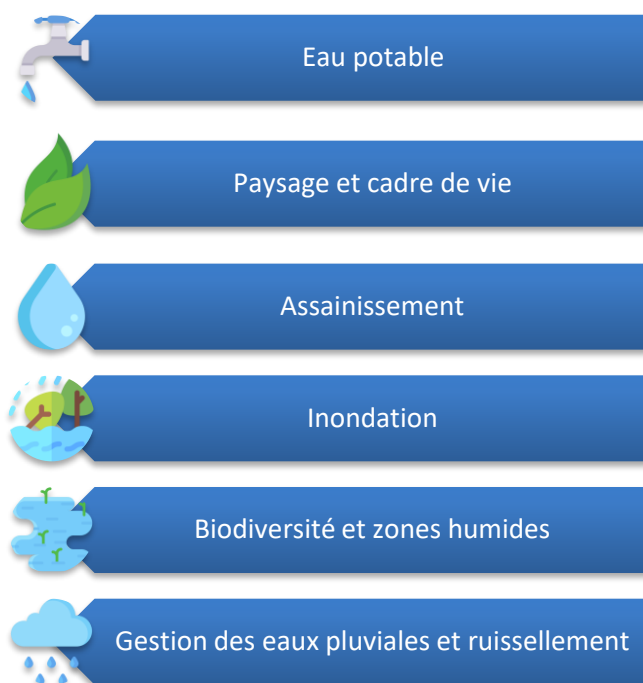 Eau potable
Paysage et cadre de vie
Assainissement
Inondation
Biodiversité et zones humides
Gestion des eaux pluviales et ruissellement